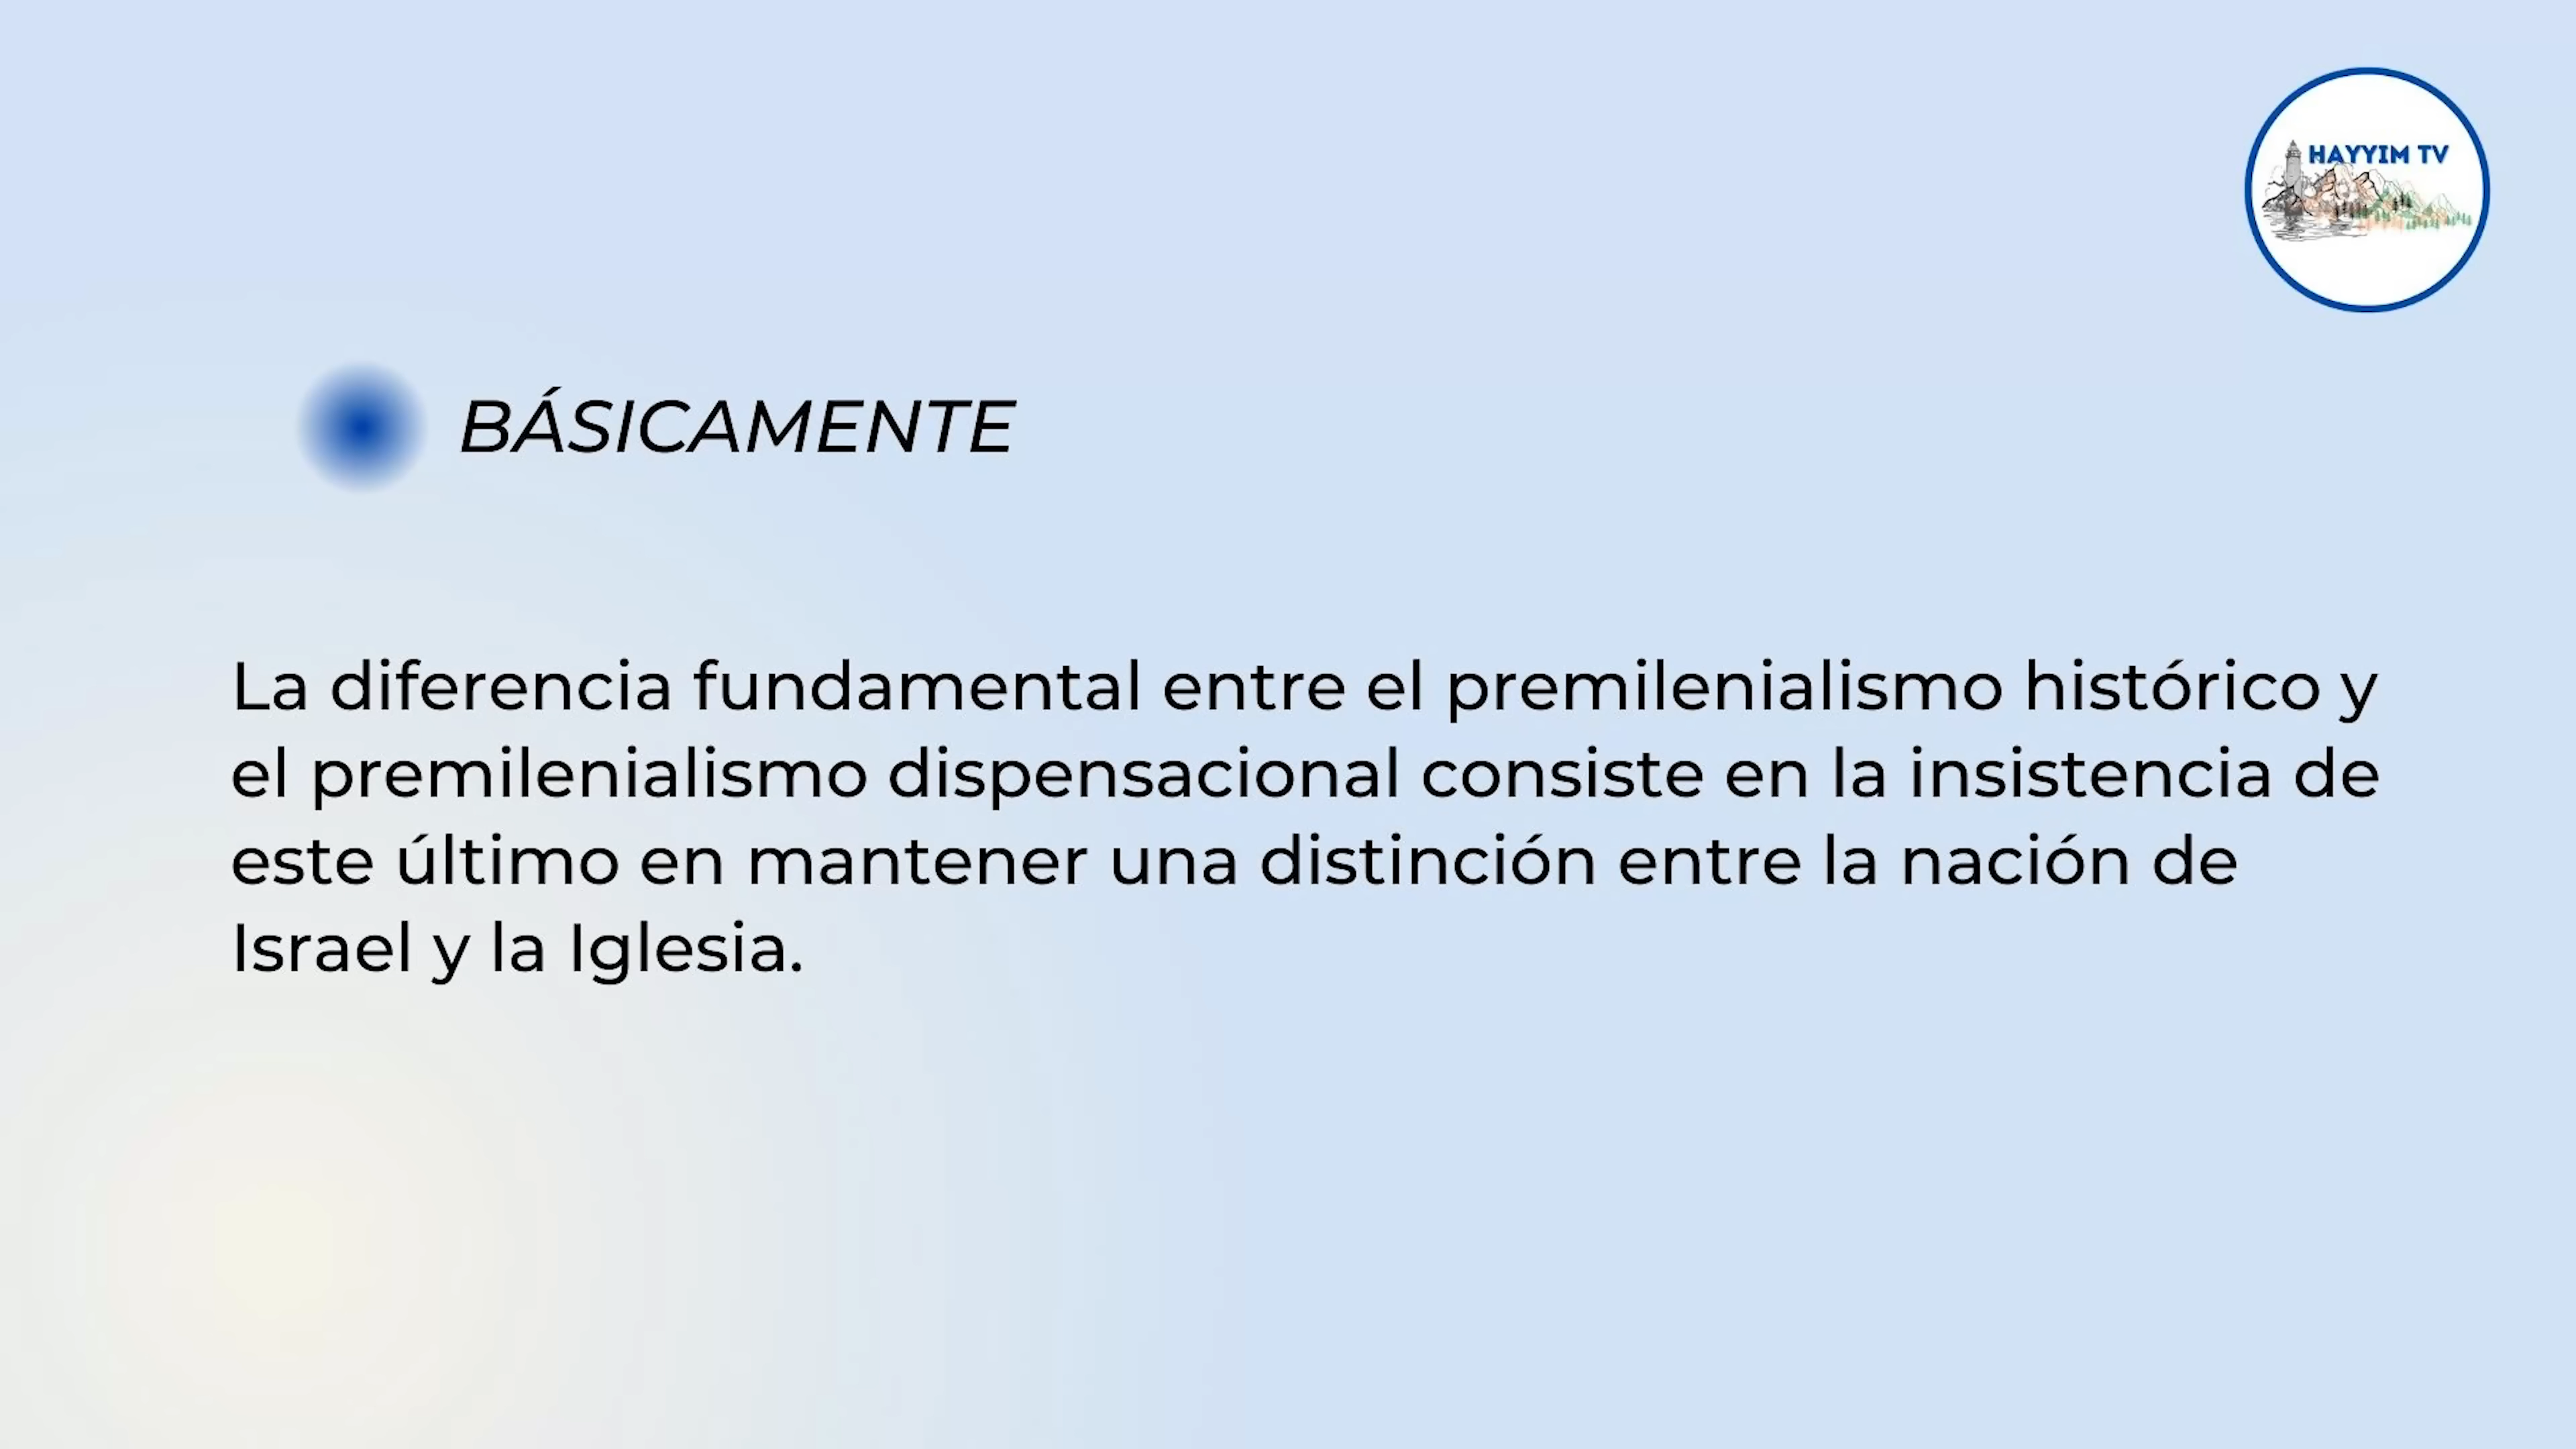 HAYYIM TV
BÁSICAMENTE
La diferencia fundamental entre el premilenialismo histórico y
el premilenialismo dispensacional consiste en la insistencia de
este último en mantener una distinción entre la nación de
Israel y la Iglesia.